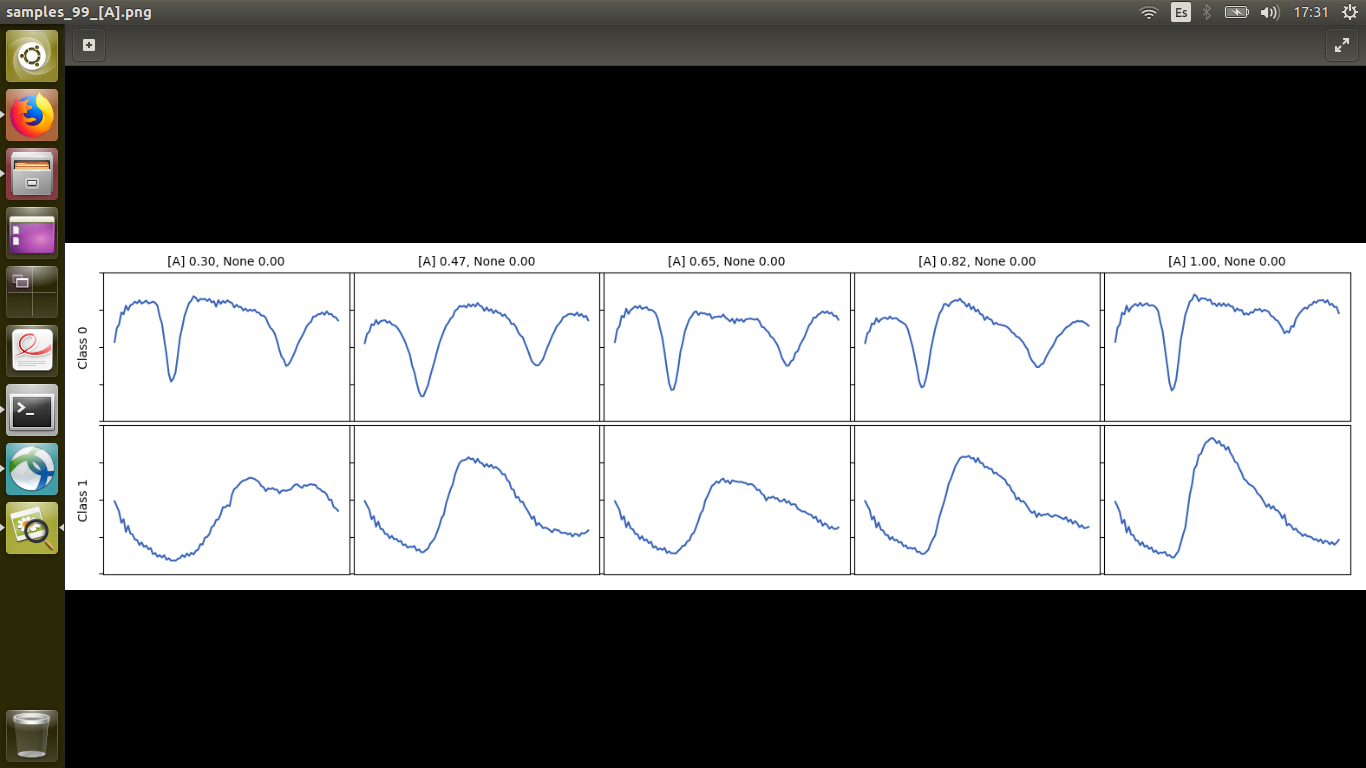 samples_99_[A].png
Es
17:31
[A] 0.30, None 0.00
[A] 0.47, None 0.00
[A] 0.65, None 0.00
[A] 0.82, None 0.00
[A] 1.00, None 0.00
Class 0
Class 1